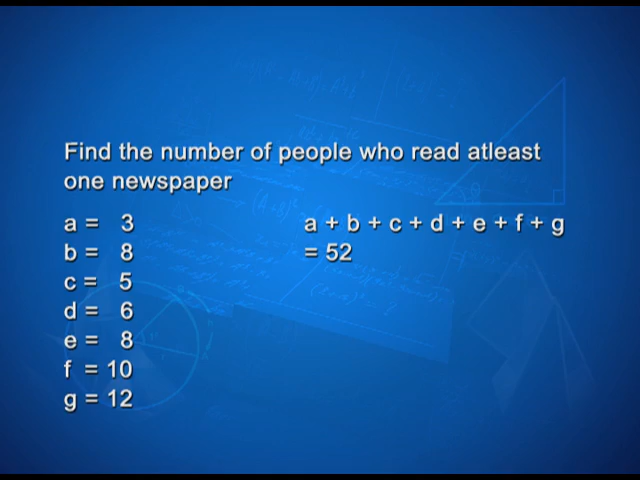 Find the number of people who read atleast
one newspaper
a = 3
b = 8
c = 5
d = 6
e = 8
f = 10
g = 12
a + b + c + d + e + f + g
= 52